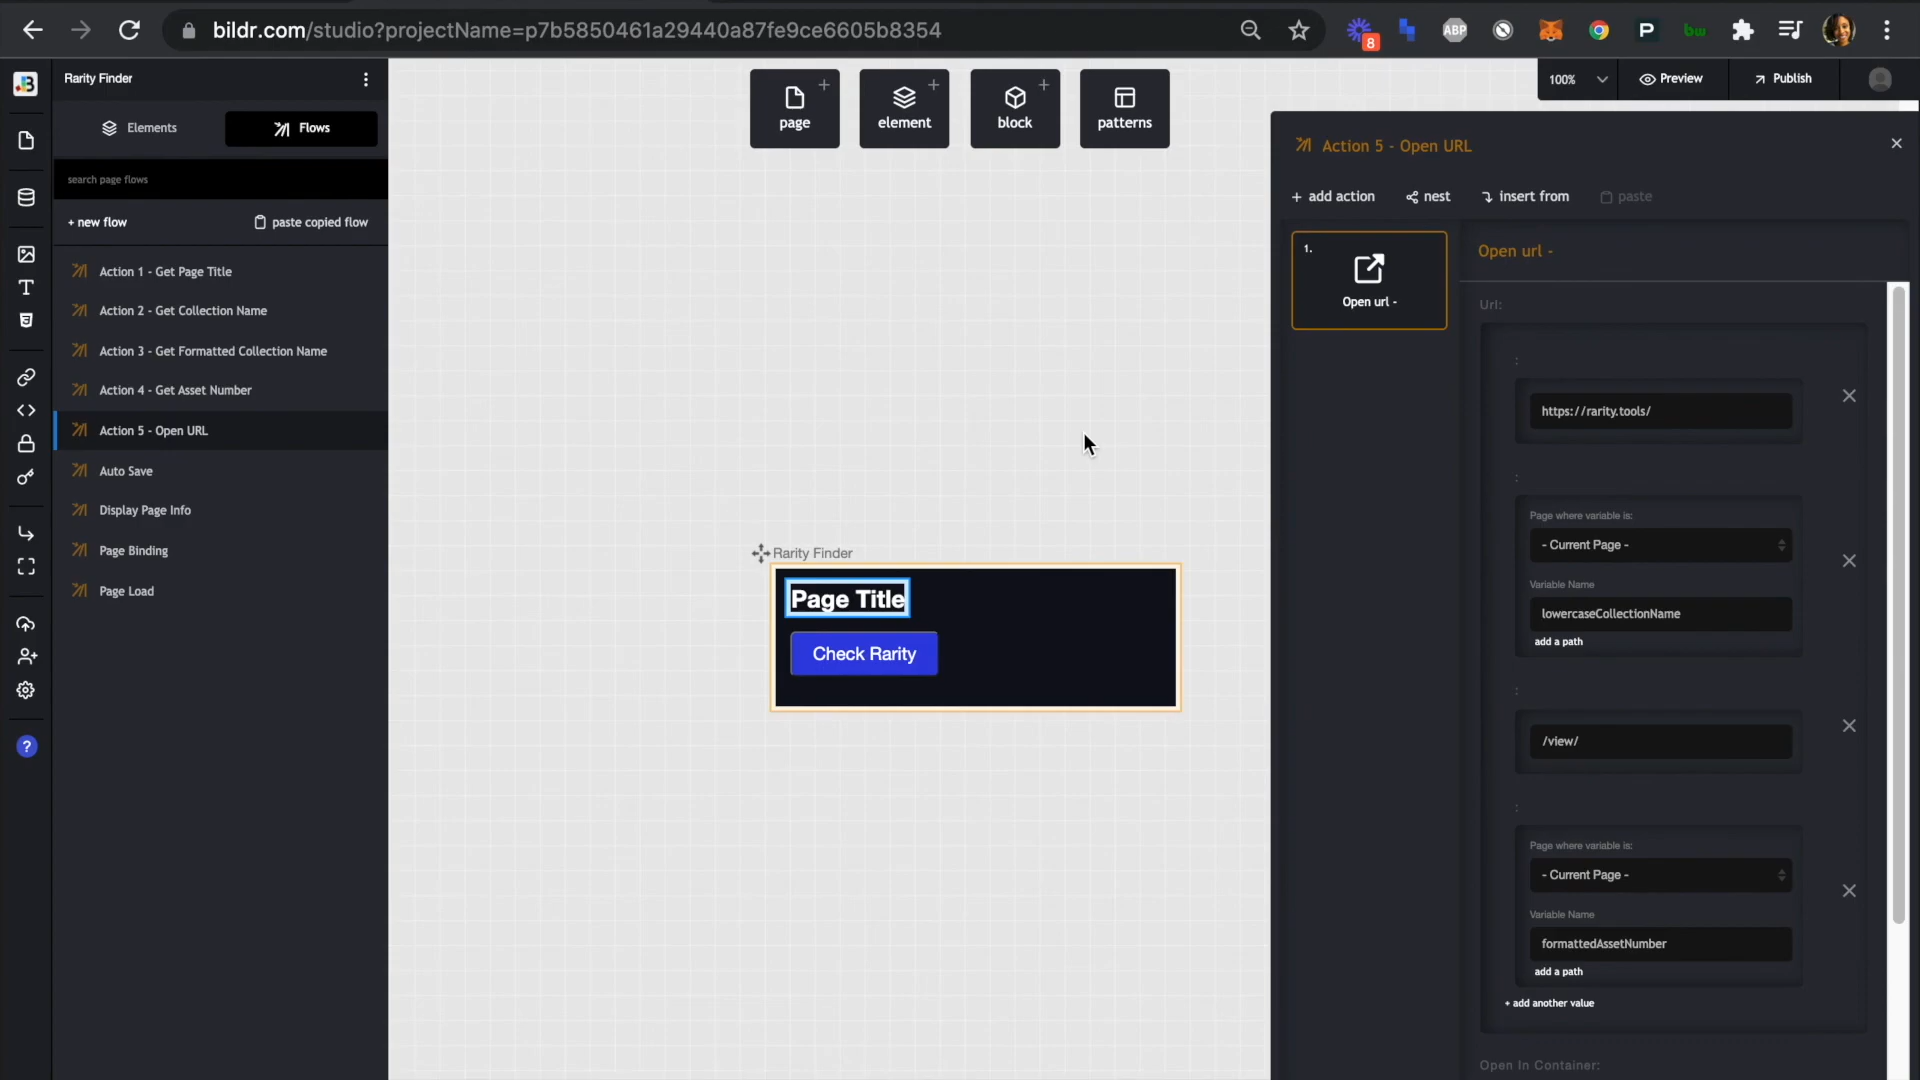 bildr.com/studio?projectName=p7b5850461a29440a87fe9ce6605b8354
8
ABP
P
bw
Rarity Finder
Elements
Flows
search page flows
+ new flow
paste copied flow
Action 1 - Get Page Title
Action 2 - Get Collection Name
Action 3 - Get Formatted Collection Name
Action 4 - Get Asset Number
Action 5 - Open URL
Auto Save
Display Page Info
Page Binding
Page Load
page
element
block
patterns
100%
Preview
Publish
Rarity Finder
Page Title
Check Rarity
Action 5 - Open URL
+ add action
nest
insert from
paste
1.
Open url -
Open url -
Url:
:
https://rarity.tools/
:
Page where variable is:
- Current Page -
Variable Name
lowercaseCollectionName
add a path
:
/view/
:
Page where variable is:
- Current Page -
Variable Name
formattedAssetNumber
add a path
+ add another value
Open In Container: